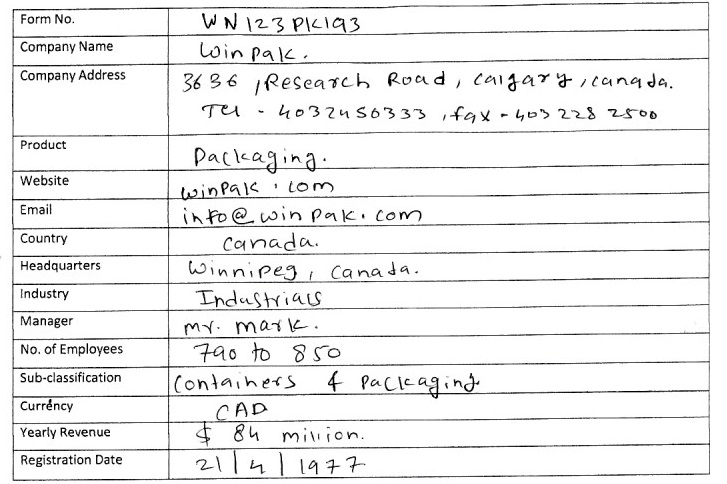 Form No. WN123PK193
Company Name Winpak.
Company Address 3636, Research Road, Calgary, Canada.
Tel - 4032456333, fax - 403 228 2500
Product Packaging.
Website winpak.com
Email info@winpak.com
Country Canada.
Headquarters Winnipeg, Canada.
Industry Industrials
Manager Mr. Mark.
No. of Employees 790 to 850
Sub-classification Containers & Packaging
Currency CAD
Yearly Revenue $ 84 million.
Registration Date 21/4/1977